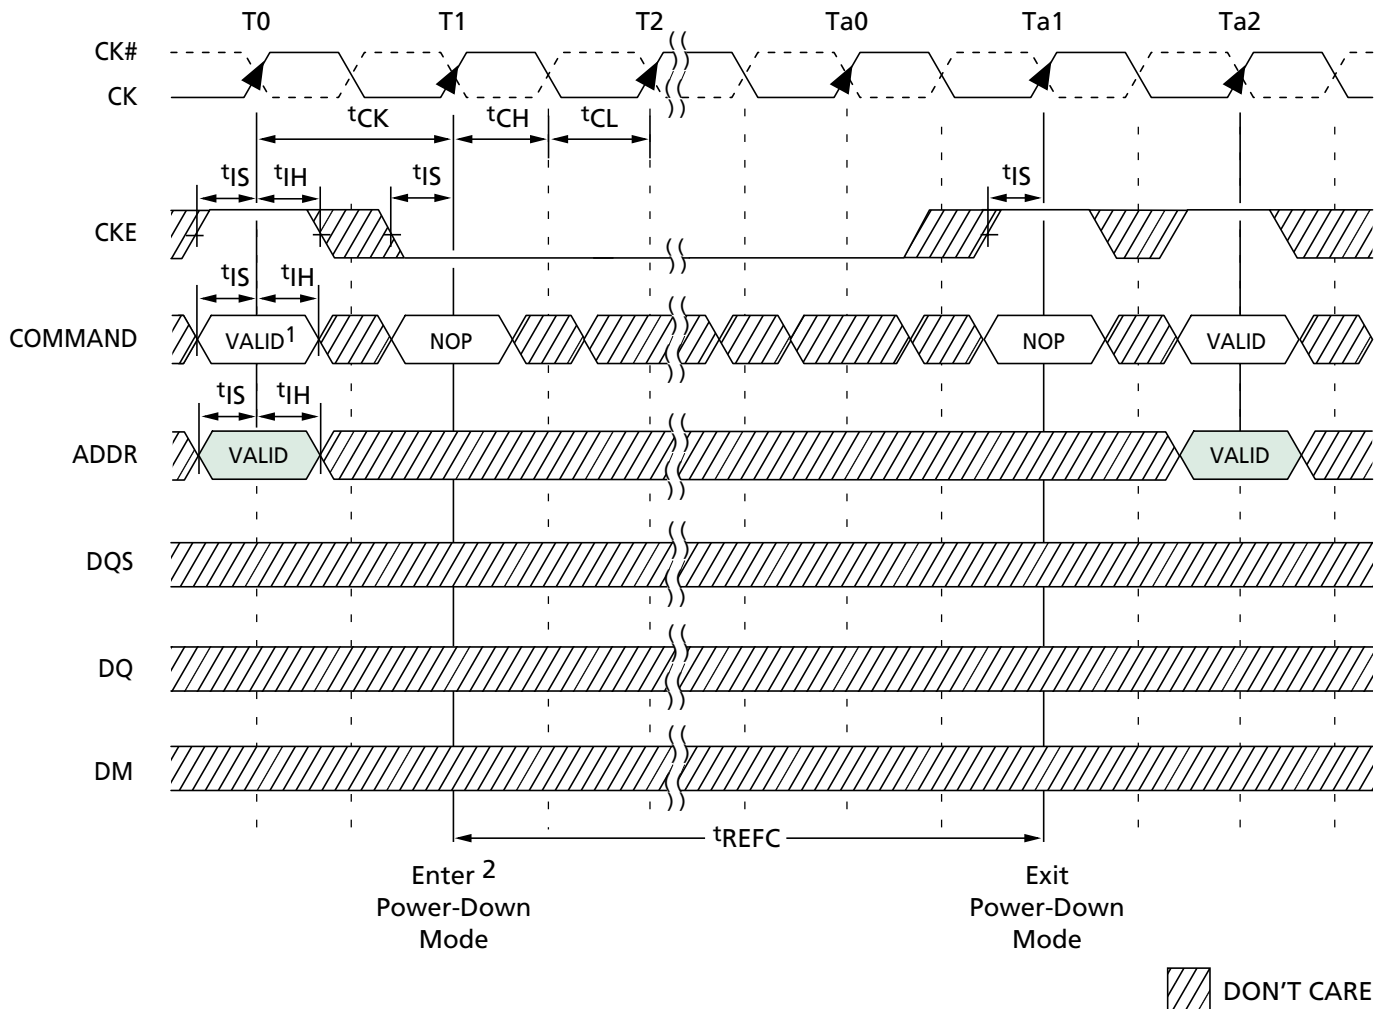 T0 T1 T2 Ta0 Ta1 Ta2
CK#
CK
tCK tCH tCL
tIS tIH tIS tIS
CKE
tIS tIH
COMMAND VALID1 NOP NOP VALID
tIS tIH
ADDR VALID VALID
DQS
DQ
DM
tREFC
Enter 2
Power-Down
Mode
Exit
Power-Down
Mode
DON'T CARE